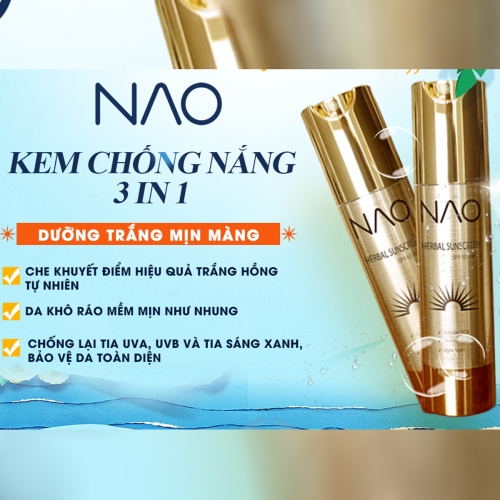 NAO
KEM CHỐNG NẮNG
3 IN 1
DƯỠNG TRẮNG MỊN MÀNG
CHE KHUYẾT ĐIỂM HIỆU QUẢ TRẮNG HỒNG
TỰ NHIÊN
DA KHÔ RÁO MỀM MỊN NHƯ NHUNG
CHỐNG LẠI TIA UVA, UVB VÀ TIA SÁNG XANH,
BẢO VỆ DA TOÀN DIỆN
NAO
HERBAL SUNSCREEN
NAO
HERBAL SUNSCREEN